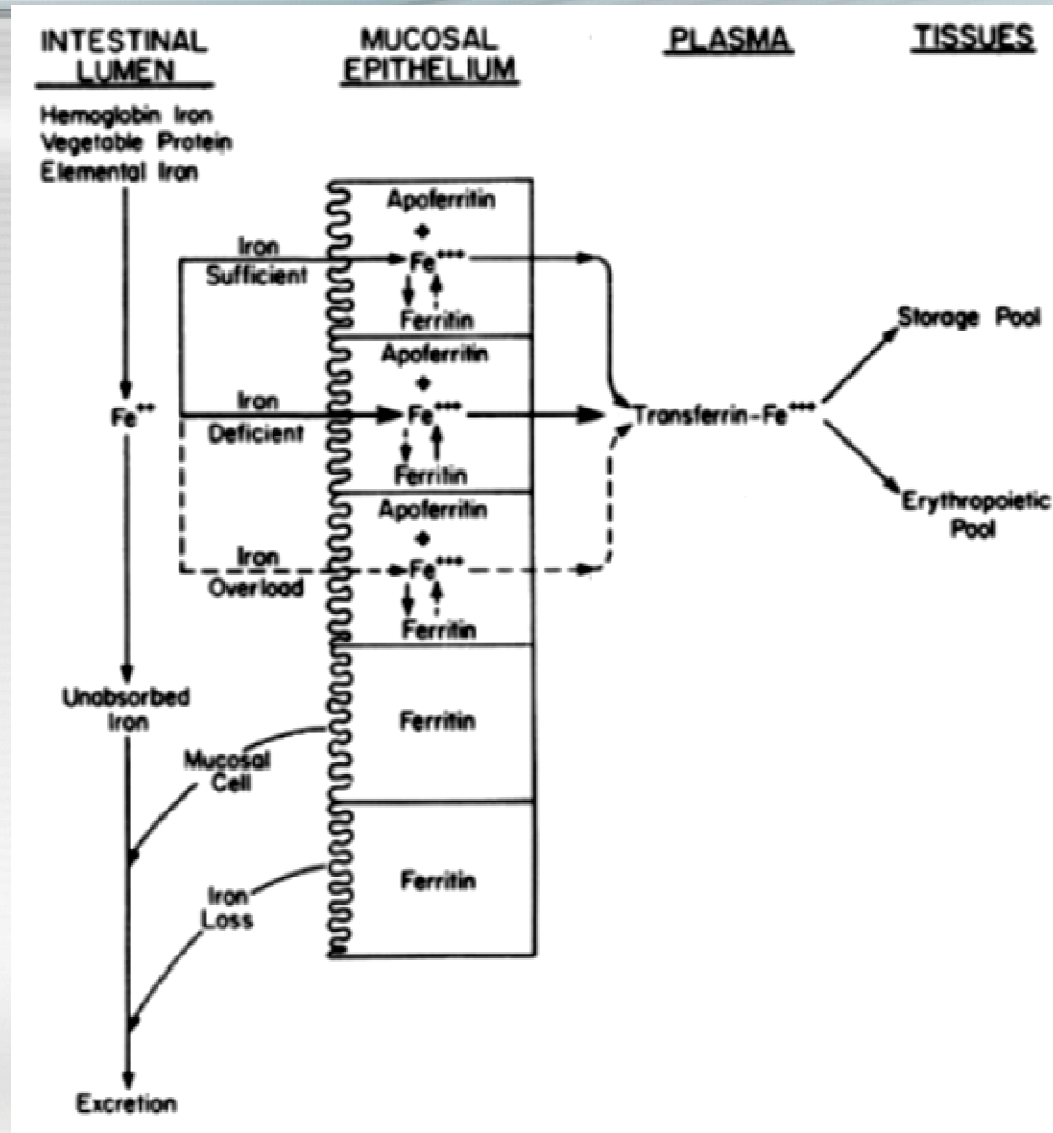 INTESTINAL
LUMEN
MUCOSAL
EPITHELIUM
PLASMA
TISSUES
Hemoglobin Iron
Vegetable Protein
Elemental Iron
Fe++
Iron
Sufficient
Iron
Deficient
Iron
Overload
Apoferritin
+
Fe+++
Ferritin
Apoferritin
+
Fe+++
Ferritin
Apoferritin
+
Fe+++
Ferritin
Ferritin
Ferritin
Transferrin-Fe+++
Storage Pool
Erythropoietic
Pool
Unabsorbed
Iron
Mucosal
Cell
Iron
Loss
Excretion